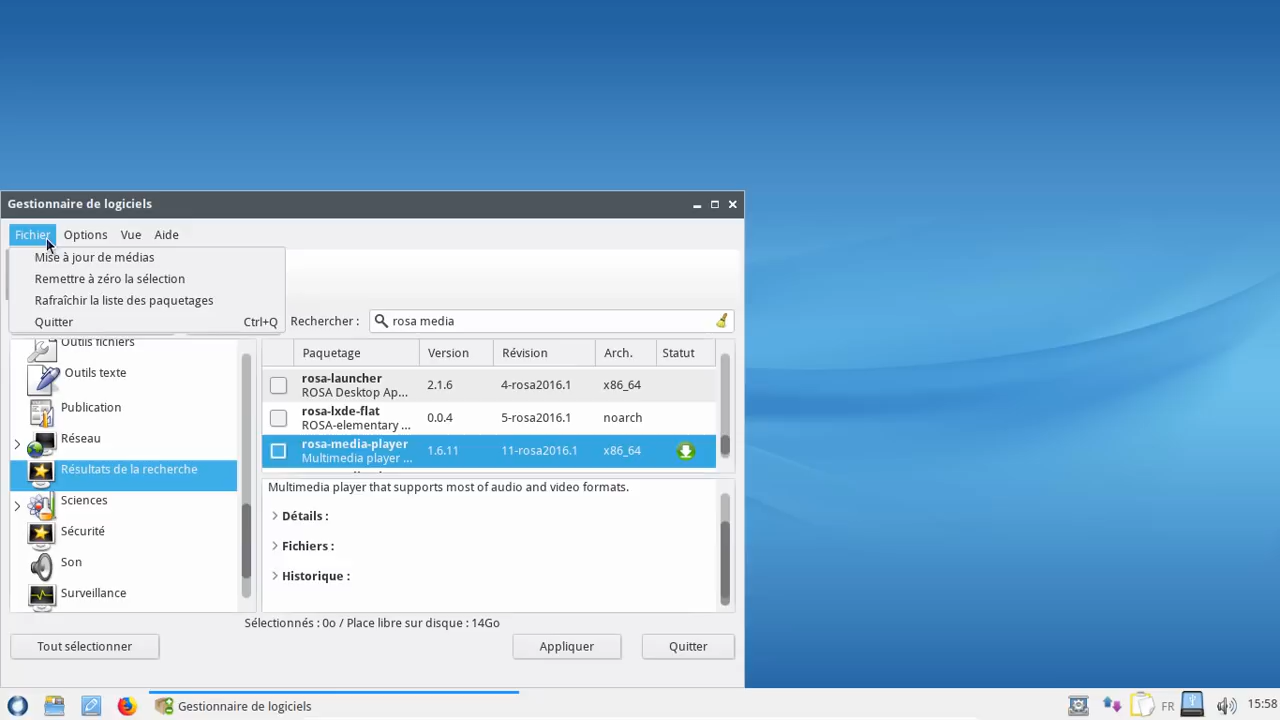 Gestionnaire de logiciels
Fichier Options Vue Aide
Mise à jour de médias
Remettre à zéro la sélection
Rafraîchir la liste des paquetages
Quitter Ctrl+Q
Rechercher : rosa media
Outils fichiers
Outils texte
Publication
Réseau
Résultats de la recherche
Sciences
Sécurité
Son
Surveillance
Paquetage Version Révision Arch. Statut
rosa-launcher
ROSA Desktop Ap... 2.1.6 4-rosa2016.1 x86_64
rosa-lxde-flat
ROSA-elementary ... 0.0.4 5-rosa2016.1 noarch
rosa-media-player
Multimedia player ... 1.6.11 11-rosa2016.1 x86_64
Multimedia player that supports most of audio and video formats.
Détails :
Fichiers :
Historique :
Sélectionnés : 0o / Place libre sur disque : 14Go
Tout sélectionner Appliquer Quitter
Gestionnaire de logiciels FR 15:58